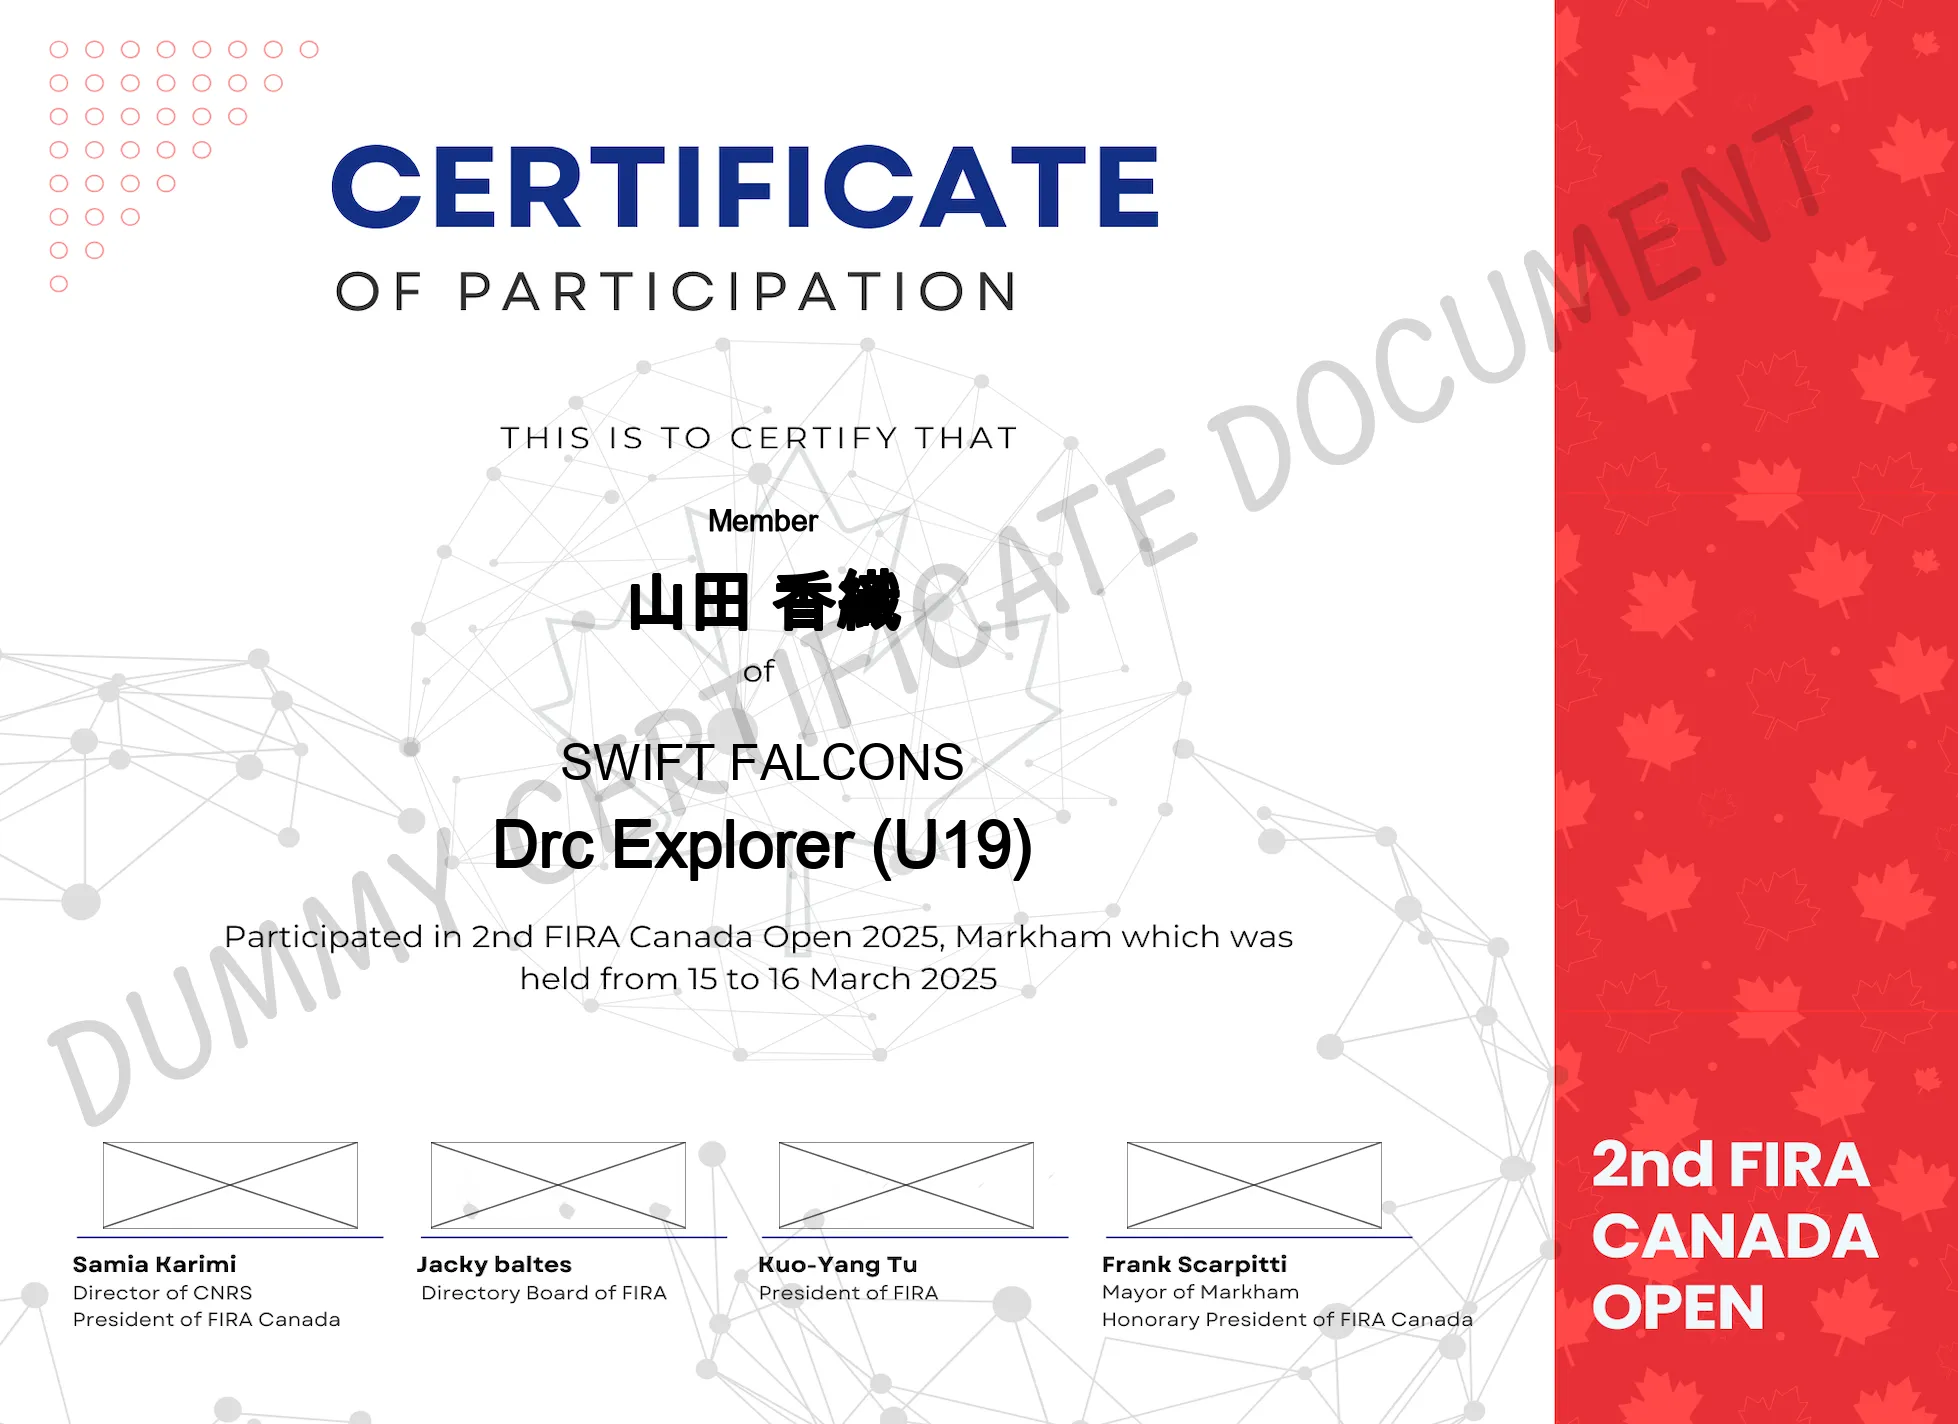 CERTIFICATE
OF PARTICIPATION
THIS IS TO CERTIFY THAT
Member
山田 香織
of
SWIFT FALCONS
Drc Explorer (U19)
Participated in 2nd FIRA Canada Open 2025, Markham which was
held from 15 to 16 March 2025
DUMMY CERTIFICATE DOCUMENT
Samia Karimi
Director of CNRS
President of FIRA Canada
Jacky baltes
Directory Board of FIRA
Kuo-Yang Tu
President of FIRA
Frank Scarpitti
Mayor of Markham
Honorary President of FIRA Canada
2nd FIRA
CANADA
OPEN